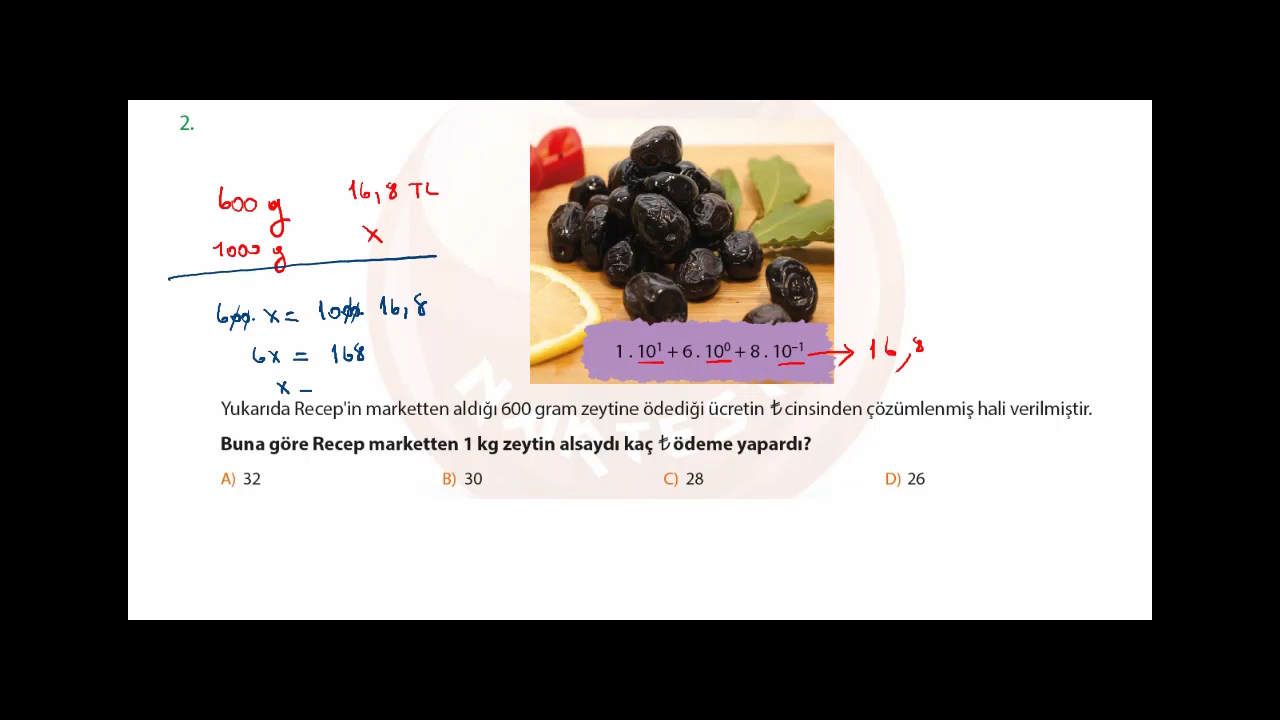 2.
600 g 16,8 TL
1000 g x
600. x = 1000. 16,8
6x = 168
x =
1 . 10¹ + 6 . 10⁰ + 8 . 10⁻¹ → 16,8
Yukarıda Recep'in marketten aldığı 600 gram zeytine ödediği ücretin ₺ cinsinden çözümlenmiş hali verilmiştir.
Buna göre Recep marketten 1 kg zeytin alsaydı kaç ₺ ödeme yapardı?
A) 32 B) 30 C) 28 D) 26